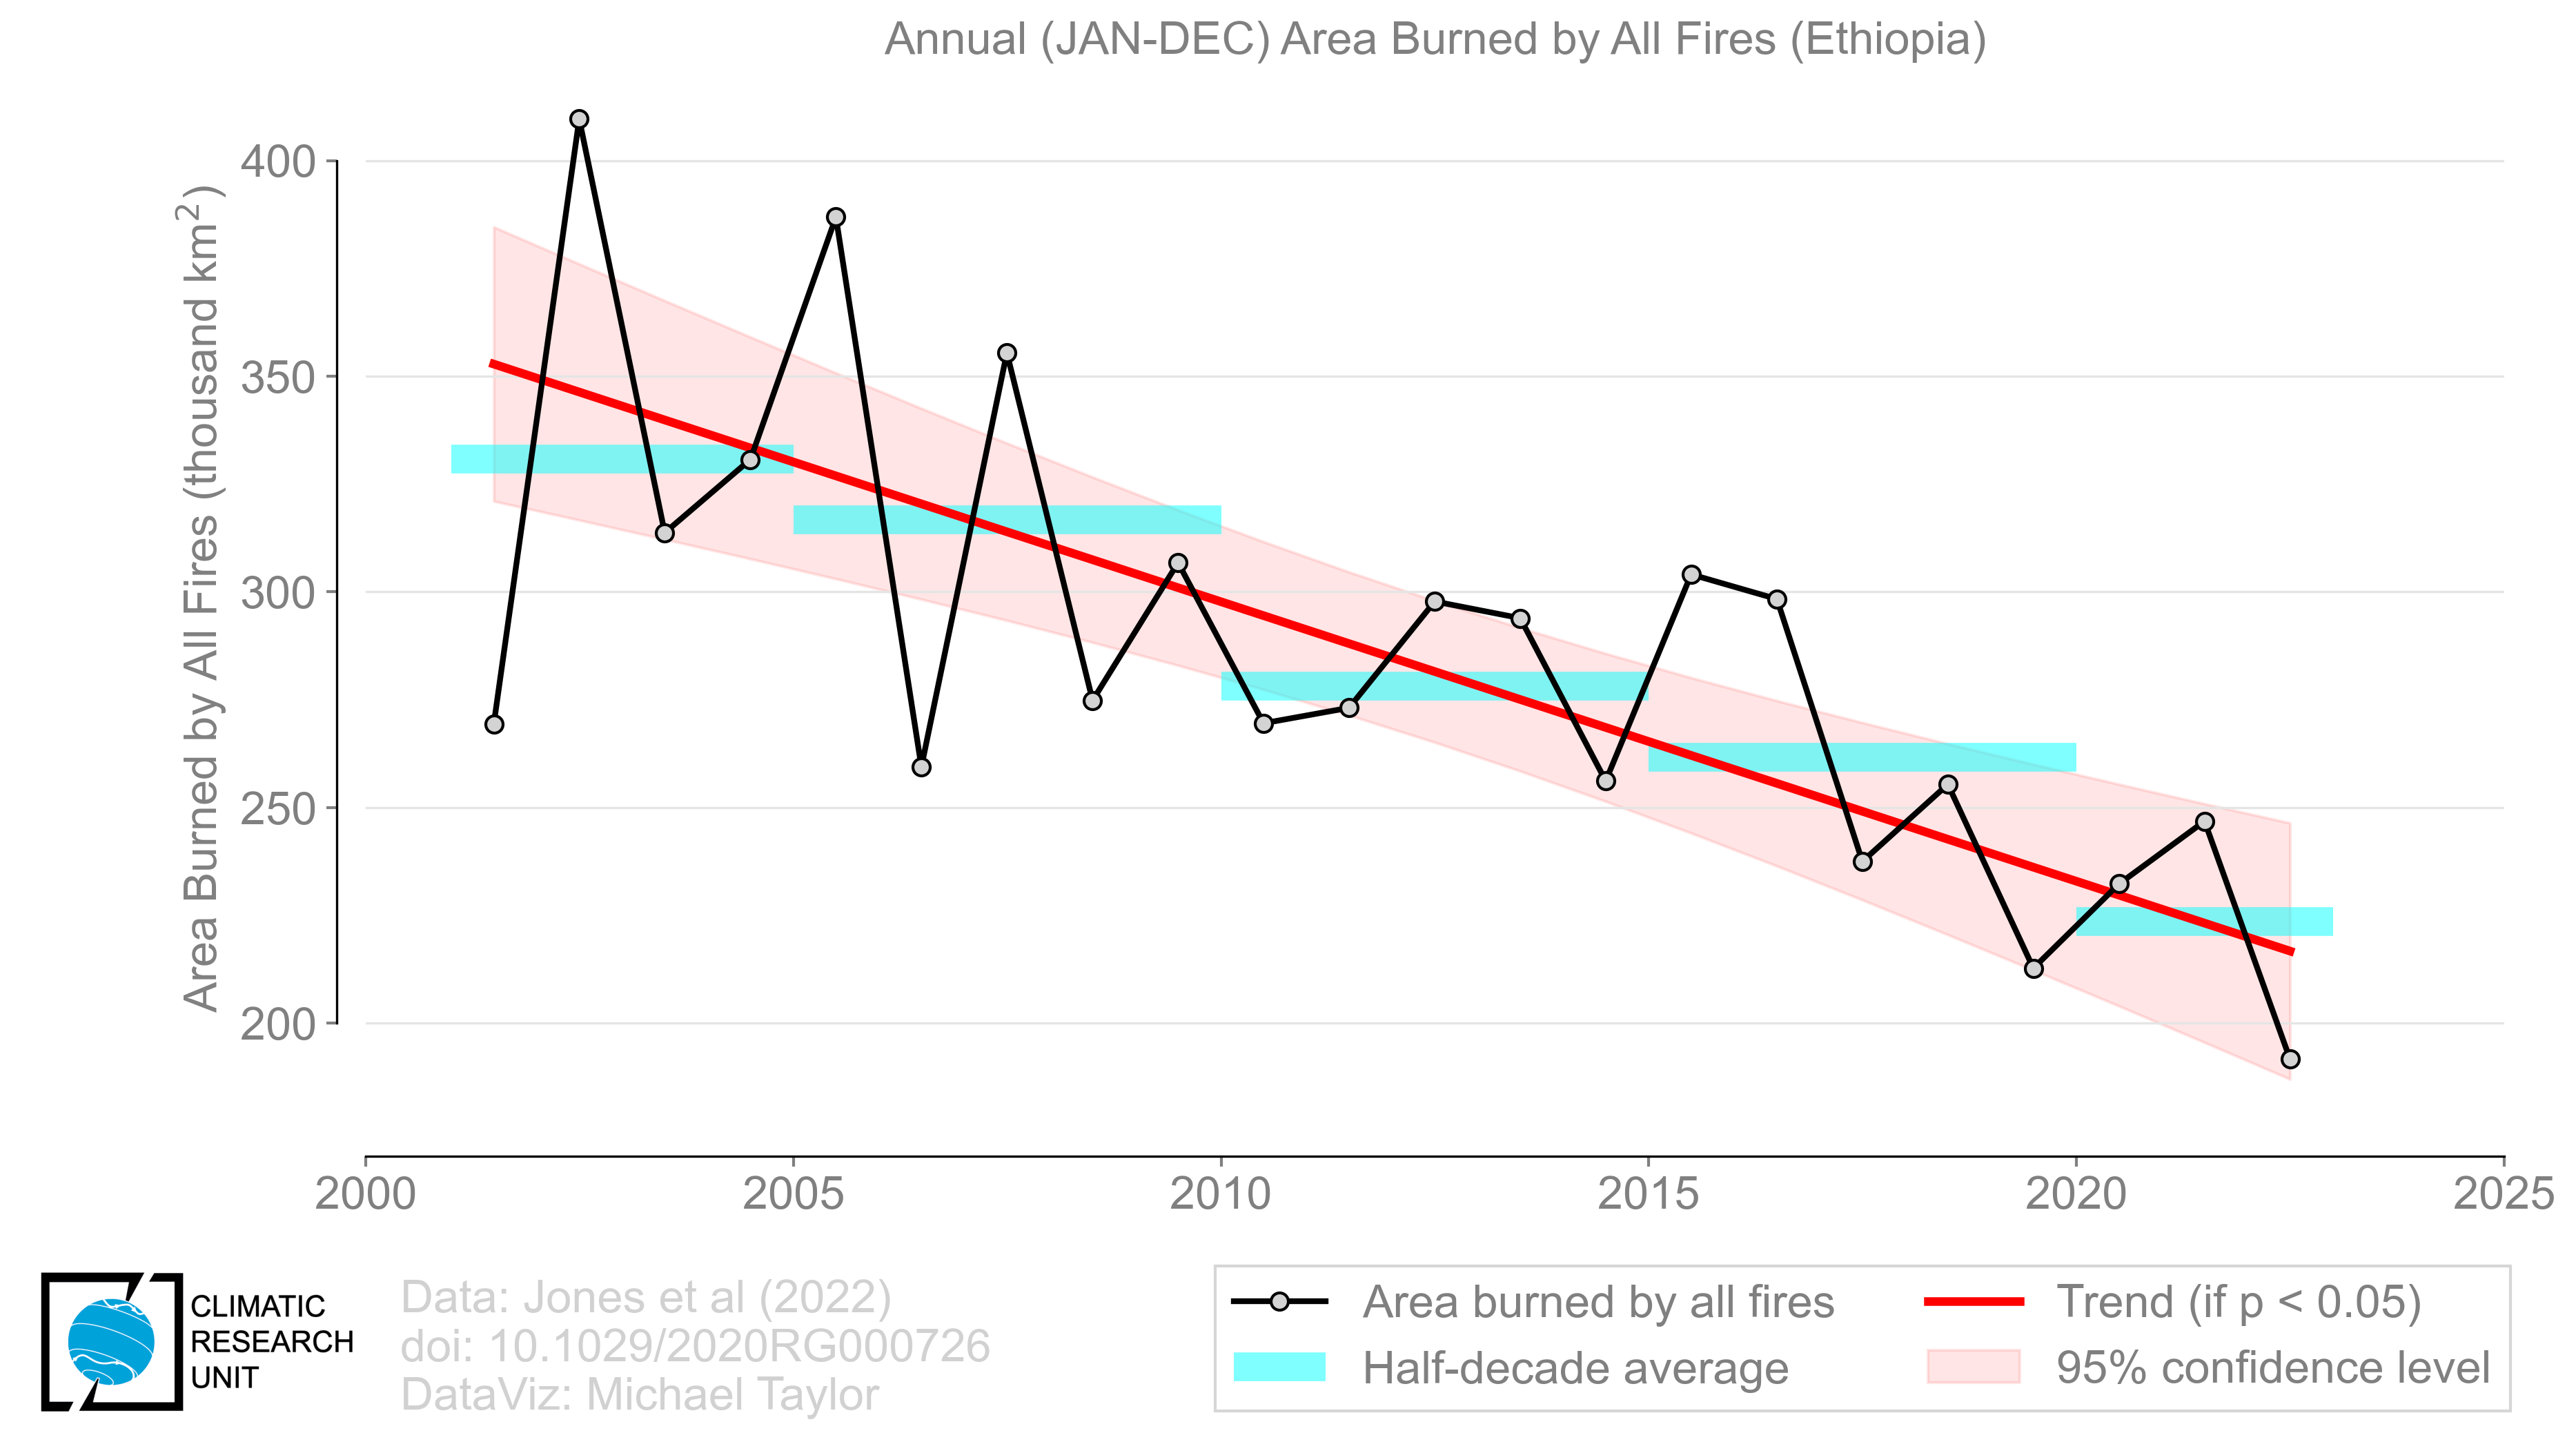 Annual (JAN-DEC) Area Burned by All Fires (Ethiopia)
Area Burned by All Fires (thousand km²)
400
350
300
250
200
2000 2005 2010 2015 2020 2025
CLIMATIC
RESEARCH
UNIT
Data: Jones et al (2022)
doi: 10.1029/2020RG000726
DataViz: Michael Taylor
Area burned by all fires
Half-decade average
Trend (if p < 0.05)
95% confidence level